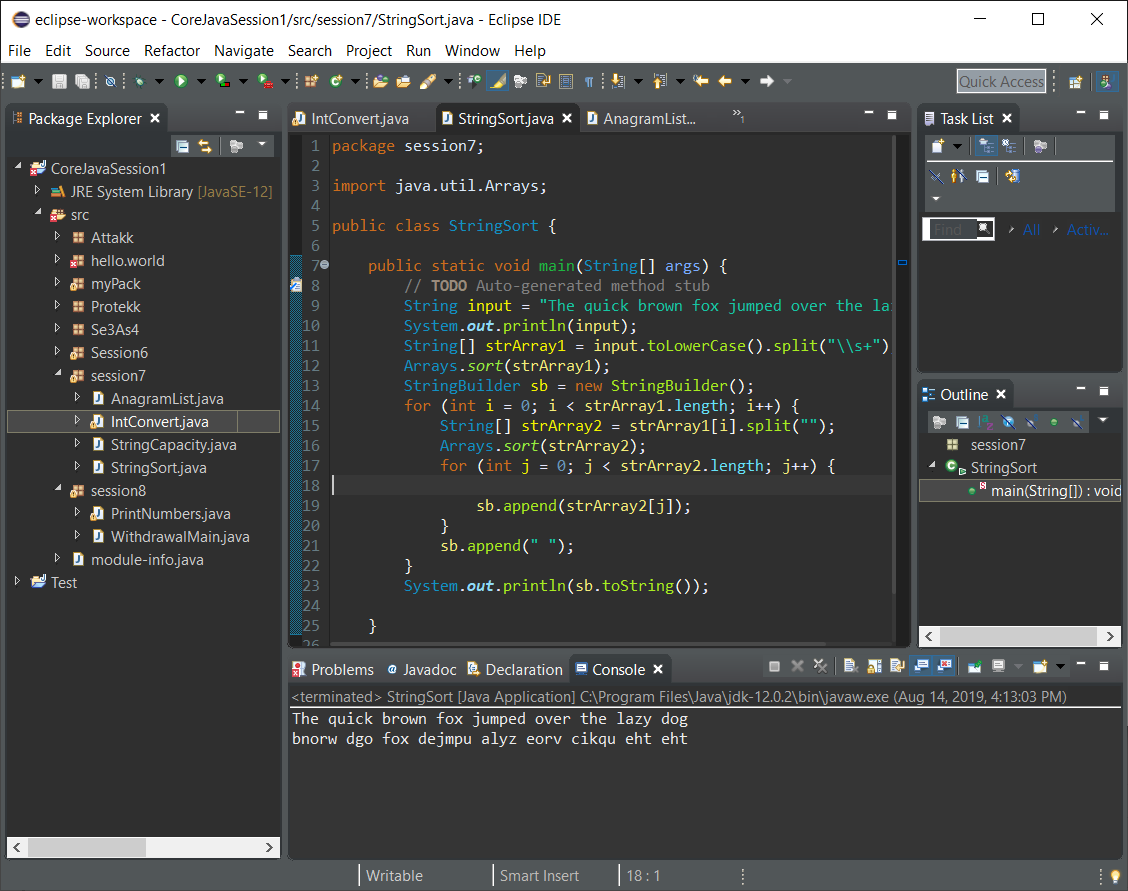 eclipse-workspace - CoreJavaSession1/src/session7/StringSort.java - Eclipse IDE
File Edit Source Refactor Navigate Search Project Run Window Help
Quick Access
Package Explorer
CoreJavaSession1
JRE System Library [JavaSE-12]
src
Attakk
hello.world
myPack
Protekk
Se3As4
Session6
session7
AnagramList.java
IntConvert.java
StringCapacity.java
StringSort.java
session8
PrintNumbers.java
WithdrawalMain.java
module-info.java
Test
IntConvert.java StringSort.java AnagramList... »1
1 package session7;
2
3 import java.util.Arrays;
4
5 public class StringSort {
6
7 public static void main(String[] args) {
8 // TODO Auto-generated method stub
9 String input = "The quick brown fox jumped over the la
10 System.out.println(input);
11 String[] strArray1 = input.toLowerCase().split("\\s+")
12 Arrays.sort(strArray1);
13 StringBuilder sb = new StringBuilder();
14 for (int i = 0; i < strArray1.length; i++) {
15 String[] strArray2 = strArray1[i].split("");
16 Arrays.sort(strArray2);
17 for (int j = 0; j < strArray2.length; j++) {
18
19 sb.append(strArray2[j]);
20 }
21 sb.append(" ");
22 }
23 System.out.println(sb.toString());
24
25 }
26
Task List
Find All Activ...
Outline
session7
StringSort
main(String[]) : void
Problems @ Javadoc Declaration Console
<terminated> StringSort [Java Application] C:\Program Files\Java\jdk-12.0.2\bin\javaw.exe (Aug 14, 2019, 4:13:03 PM)
The quick brown fox jumped over the lazy dog
bnorw dgo fox dejmpu alyz eorv cikqu eht eht
Writable Smart Insert 18 : 1